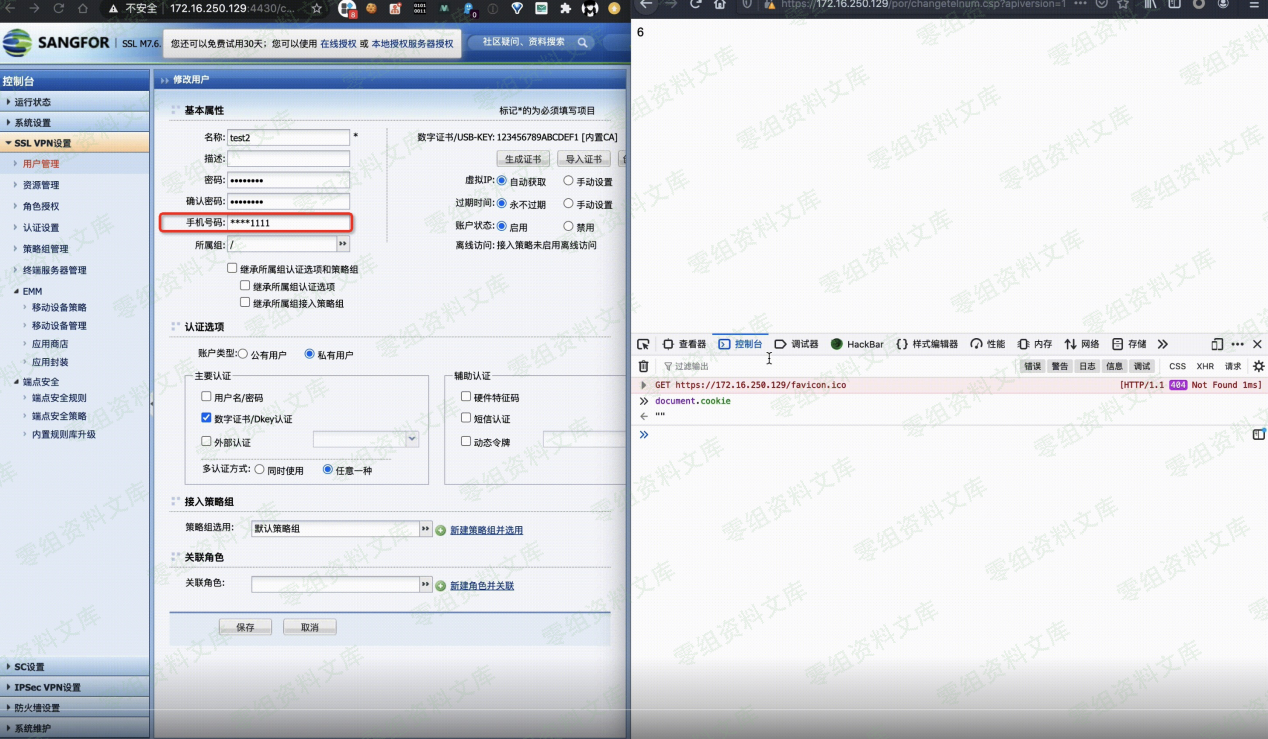 不安全 172.16.250.129:4430/c...
https://172.16.250.129/por/changetelnum.csp?apiversion=1
SANGFOR SSL M7.6.
您还可以免费试用30天；您可以使用 在线授权 或 本地授权服务器授权
社区疑问、资料搜索
控制台
运行状态
系统设置
SSL VPN设置
用户管理
资源管理
角色授权
认证设置
策略组管理
终端服务器管理
EMM
移动设备策略
移动设备管理
应用商店
应用封装
端点安全
端点安全规则
端点安全策略
内置规则库升级
SC设置
IPSec VPN设置
防火墙设置
系统维护
修改用户
基本属性
标记*的为必须填写项目
名称: test2 *
描述:
密码: ••••••••
确认密码: ••••••••
手机号码: ****1111
所属组: /
数字证书/USB-KEY: 123456789ABCDEF1 [内置CA]
生成证书 导入证书
虚拟IP: 自动获取 手动设置
过期时间: 永不过期 手动设置
账户状态: 启用 禁用
离线访问: 接入策略未启用离线访问
继承所属组认证选项和策略组
继承所属组认证选项
继承所属组接入策略组
认证选项
账户类型: 公有用户 私有用户
主要认证
用户名/密码
数字证书/Dkey认证
外部认证
多认证方式: 同时使用 任意一种
辅助认证
硬件特征码
短信认证
动态令牌
接入策略组
策略组选用: 默认策略组 新建策略组并选用
关联角色
关联角色: 新建角色并关联
保存 取消
6
查看器 控制台 调试器 HackBar {} 样式编辑器 性能 内存 网络 存储
过滤输出
错误 警告 日志 信息 调试 CSS XHR 请求
GET https://172.16.250.129/favicon.ico [HTTP/1.1 404 Not Found 1ms]
document.cookie
""
零组资料文库